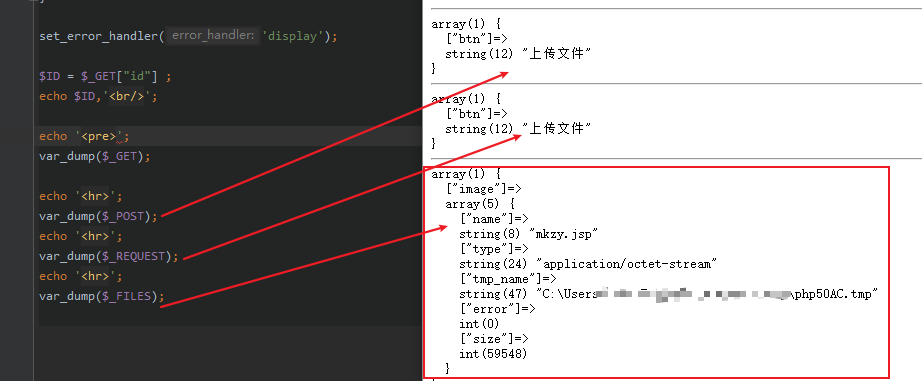 }
set_error_handler( error_handler: 'display');
$ID = $_GET["id"] ;
echo $ID,'<br/>';
echo '<pre>';
var_dump($_GET);
echo '<hr>';
var_dump($_POST);
echo '<hr>';
var_dump($_REQUEST);
echo '<hr>';
var_dump($_FILES);
array(1) {
["btn"]=>
string(12) "上传文件"
}
array(1) {
["btn"]=>
string(12) "上传文件"
}
array(1) {
["image"]=>
array(5) {
["name"]=>
string(8) "mkzy.jsp"
["type"]=>
string(24) "application/octet-stream"
["tmp_name"]=>
string(47) "C:\Users \php50AC.tmp"
["error"]=>
int(0)
["size"]=>
int(59548)
}